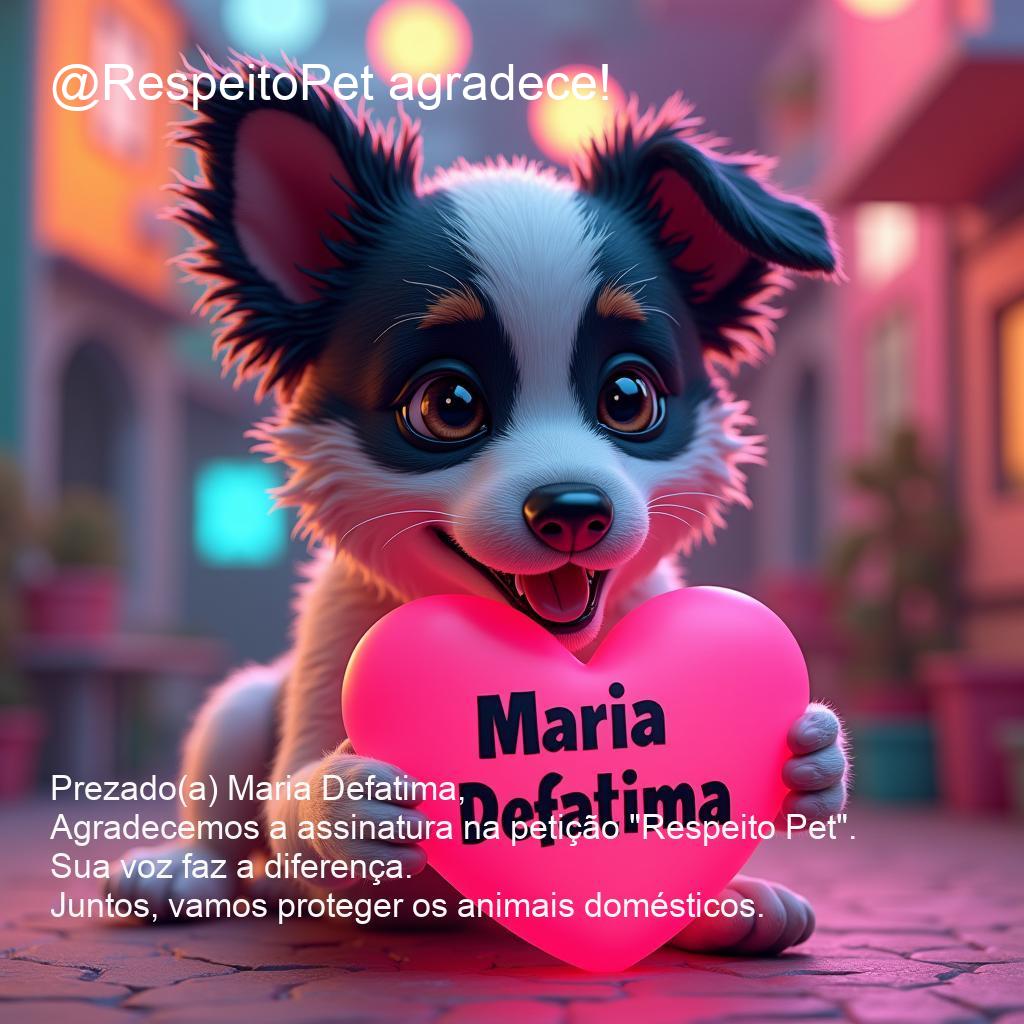 @RespeitoPet agradece!
Maria
Defatima
Prezado(a) Maria Defatima,
Agradecemos a assinatura na petição "Respeito Pet".
Sua voz faz a diferença.
Juntos, vamos proteger os animais domésticos.